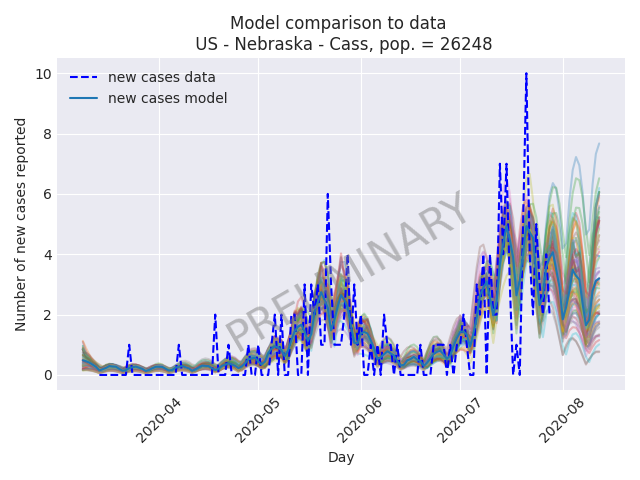 Model comparison to data
US - Nebraska - Cass, pop. = 26248
new cases data
new cases model
PRELIMINARY
Number of new cases reported
10
8
6
4
2
0
2020-04
2020-05
2020-06
2020-07
2020-08
Day